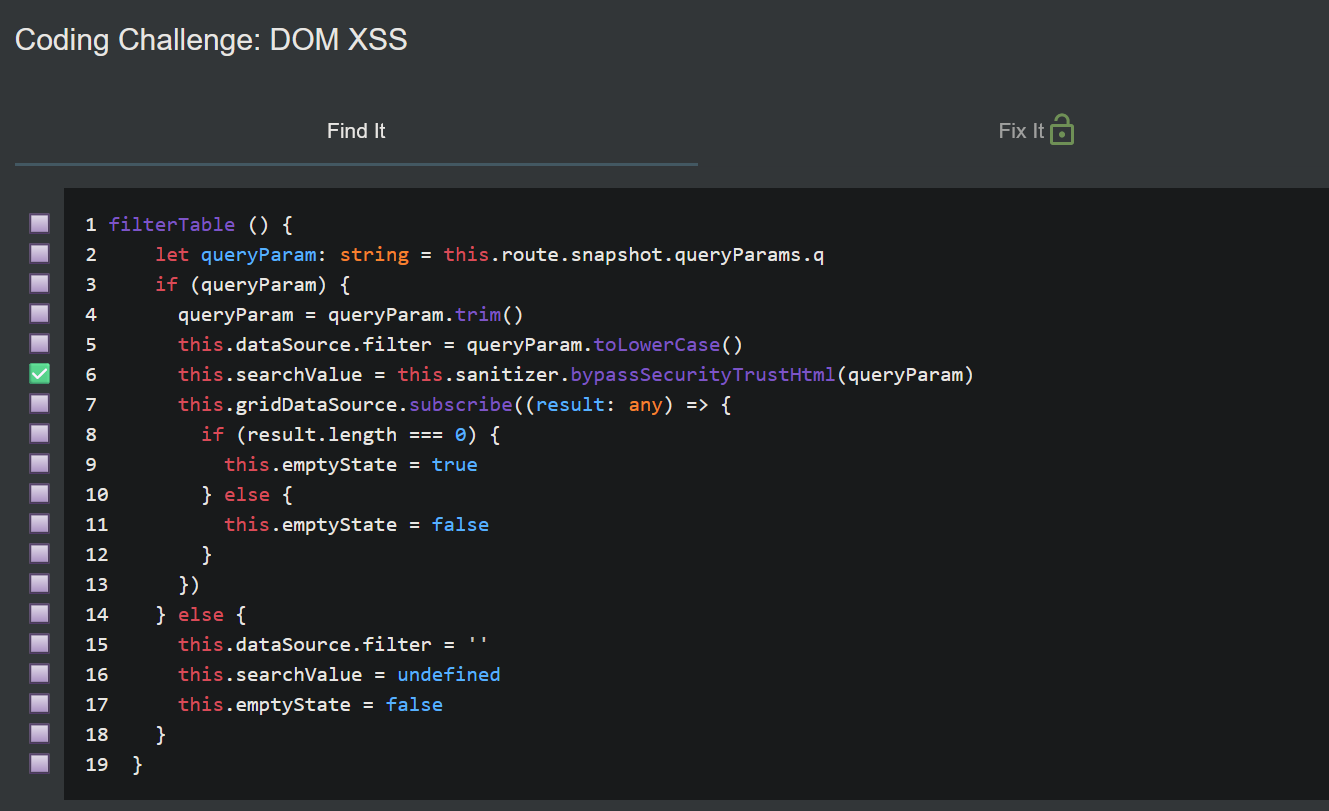 Coding Challenge: DOM XSS
Find It
Fix It
1 filterTable () {
2     let queryParam: string = this.route.snapshot.queryParams.q
3     if (queryParam) {
4       queryParam = queryParam.trim()
5       this.dataSource.filter = queryParam.toLowerCase()
6       this.searchValue = this.sanitizer.bypassSecurityTrustHtml(queryParam)
7       this.gridDataSource.subscribe((result: any) => {
8         if (result.length === 0) {
9           this.emptyState = true
10         } else {
11           this.emptyState = false
12         }
13       })
14     } else {
15       this.dataSource.filter = ''
16       this.searchValue = undefined
17       this.emptyState = false
18     }
19   }